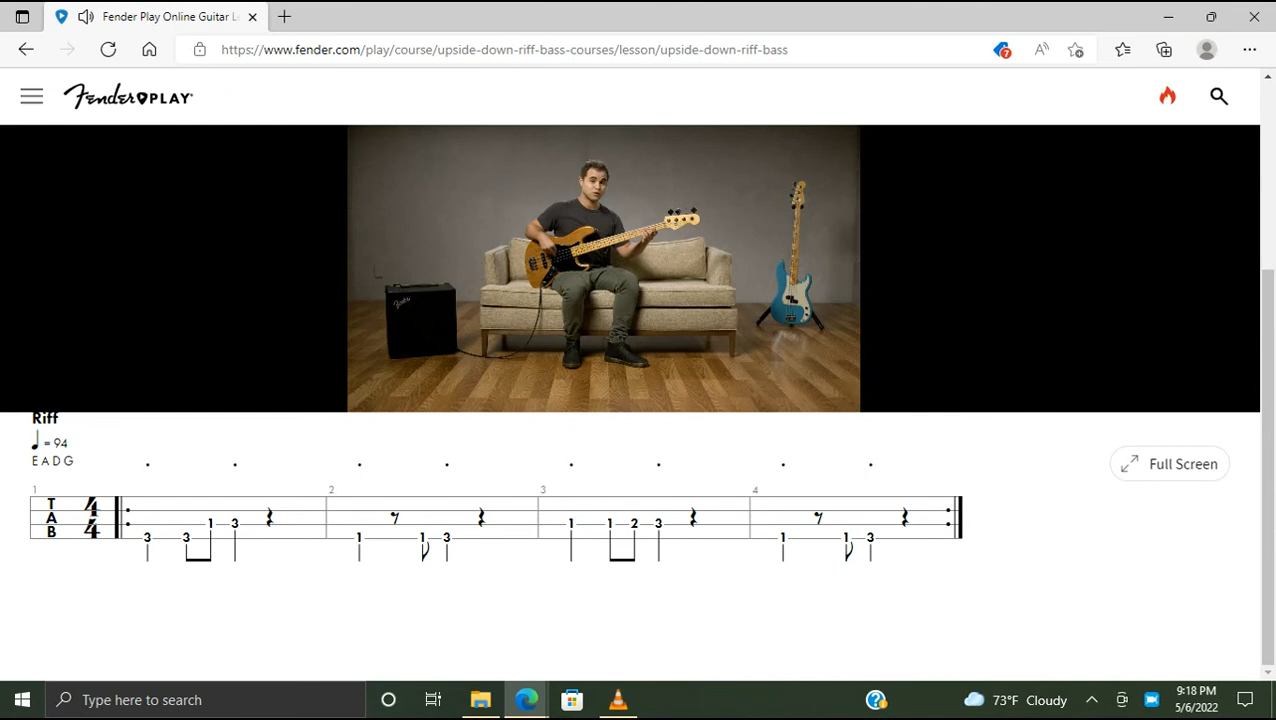 Fender Play Online Guitar Le
https://www.fender.com/play/course/upside-down-riff-bass-courses/lesson/upside-down-riff-bass
7
Fender PLAY
Fender
Riff
= 94
E A D G
Full Screen
1 2 3 4
T
A
B
4
4
1 3 1 1 2 3
3 3 1 1 3 1 1 3
Type here to search
73°F Cloudy
9:18 PM
5/6/2022